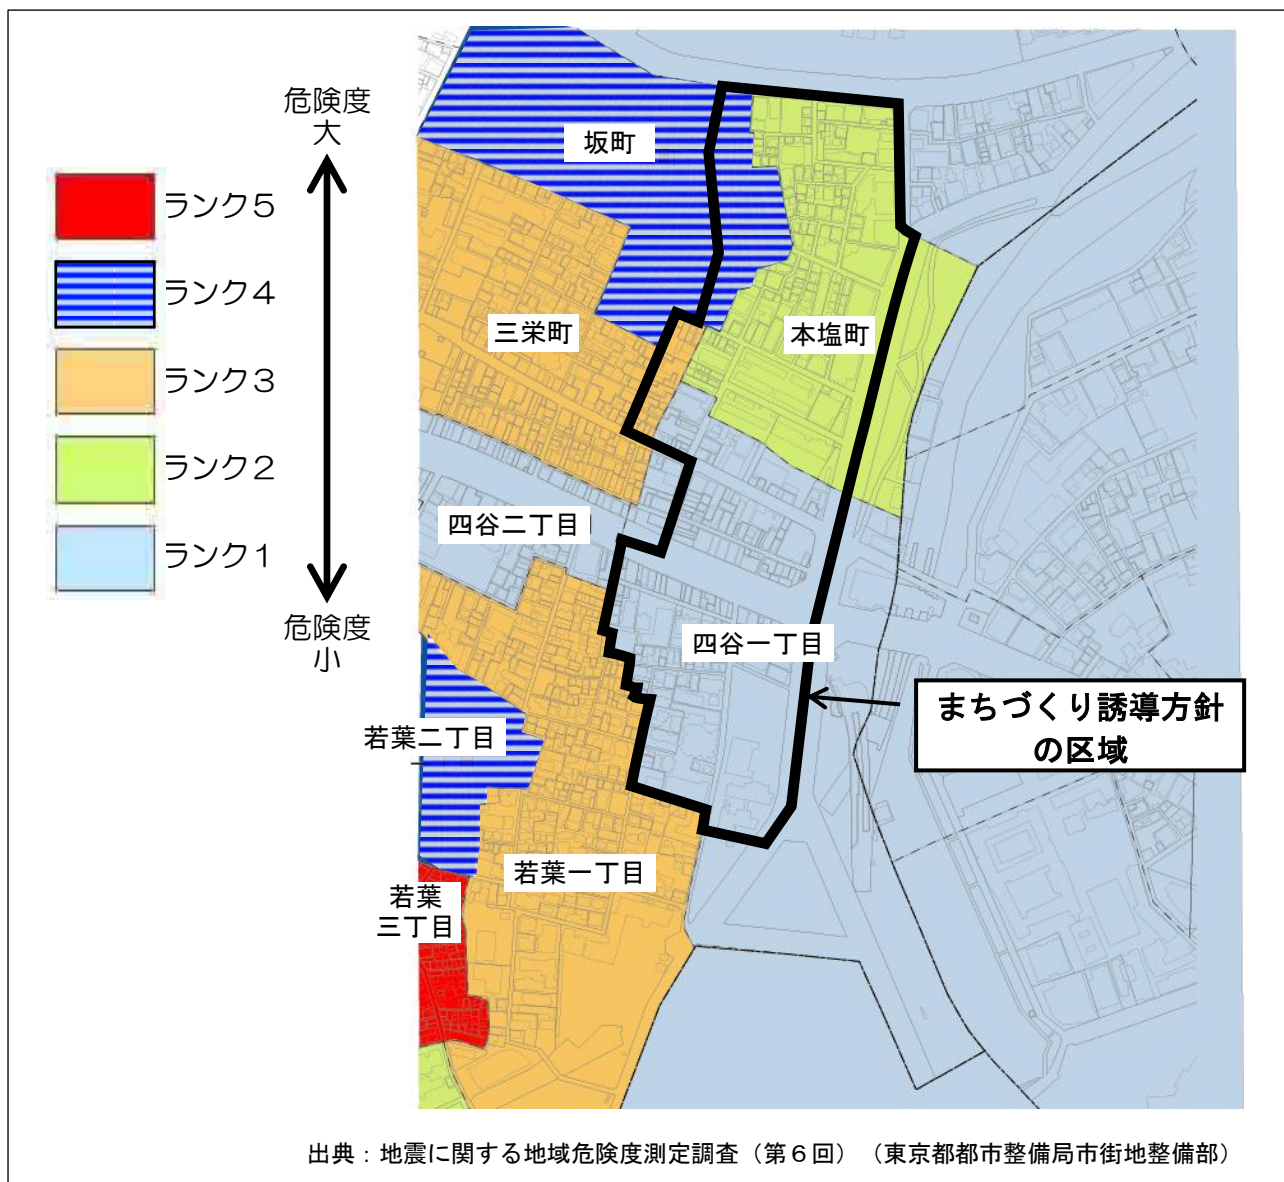 危険度
大
ランク５
ランク４
ランク３
ランク２
ランク１
危険度
小
坂町
三栄町
本塩町
四谷二丁目
四谷一丁目
まちづくり誘導方針
の区域
若葉二丁目
若葉一丁目
若葉
三丁目
出典：地震に関する地域危険度測定調査（第６回）（東京都都市整備局市街地整備部）